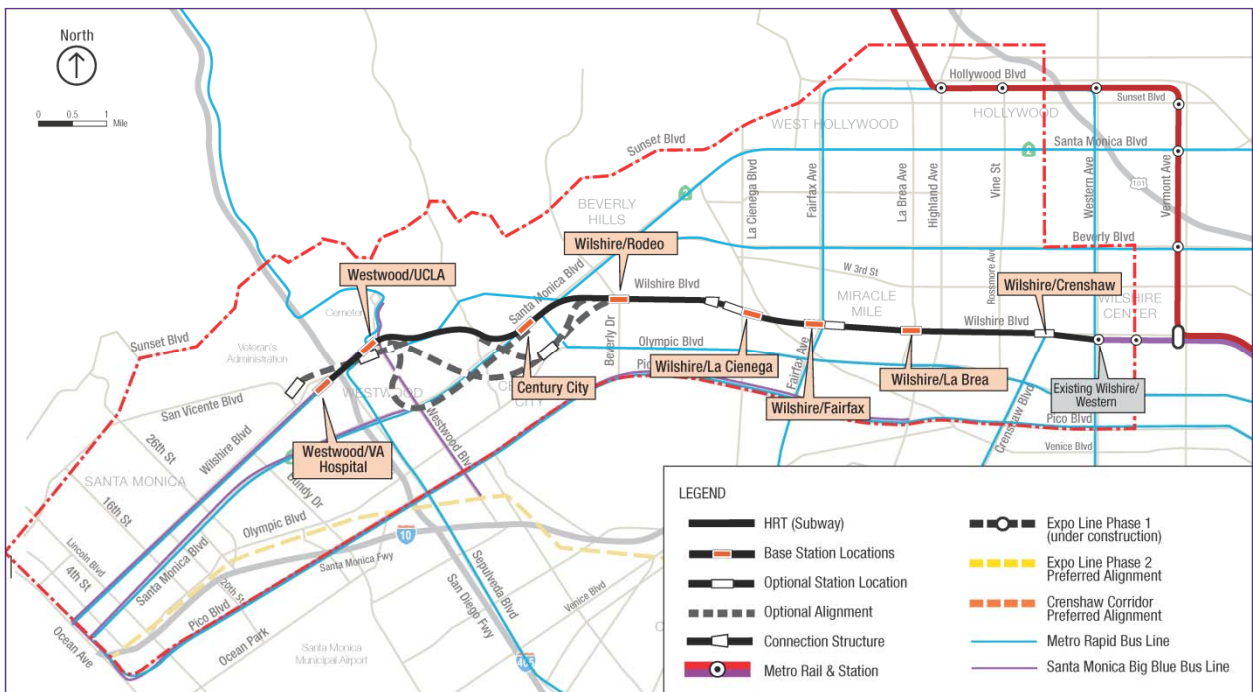 North
0 0.5 1
Mile
Hollywood Blvd
Sunset Blvd
HOLLYWOOD
WEST HOLLYWOOD
Santa Monica Blvd
2
2
101
Sunset Blvd
La Cienega Blvd
Fairfax Ave
La Brea Ave
Highland Ave
Vine St
Western Ave
Vermont Ave
BEVERLY
HILLS
Beverly Blvd
Wilshire/Rodeo
W 3rd St
Rossmore Ave
Westwood/UCLA
Santa Monica Blvd
Wilshire Blvd
Wilshire/Crenshaw
MIRACLE
MILE
WILSHIRE
CENTER
Cemetery
Wilshire Blvd
Sunset Blvd
Veteran's
Administration
Beverly Dr
Olympic Blvd
Wilshire/La Cienega
Century City
Fairfax Ave
Wilshire/La Brea
Existing Wilshire/
Western
WESTWOOD
San Vicente Blvd
Wilshire/Fairfax
Crenshaw Blvd
Pico Blvd
Venice Blvd
Westwood/VA
Hospital
26th St
Wilshire Blvd
SANTA MONICA
16th St
Olympic Blvd
10
Lincoln Blvd
4th St
Santa Monica Blvd
20th St
Santa Monica Fwy
Sepulveda Blvd
San Diego Fwy
Venice Blvd
Pico Blvd
Ocean Ave
Ocean Park
Santa Monica
Municipal Airport
405
LEGEND
HRT (Subway)
Base Station Locations
Optional Station Location
Optional Alignment
Connection Structure
Metro Rail & Station
Expo Line Phase 1
(under construction)
Expo Line Phase 2
Preferred Alignment
Crenshaw Corridor
Preferred Alignment
Metro Rapid Bus Line
Santa Monica Big Blue Bus Line